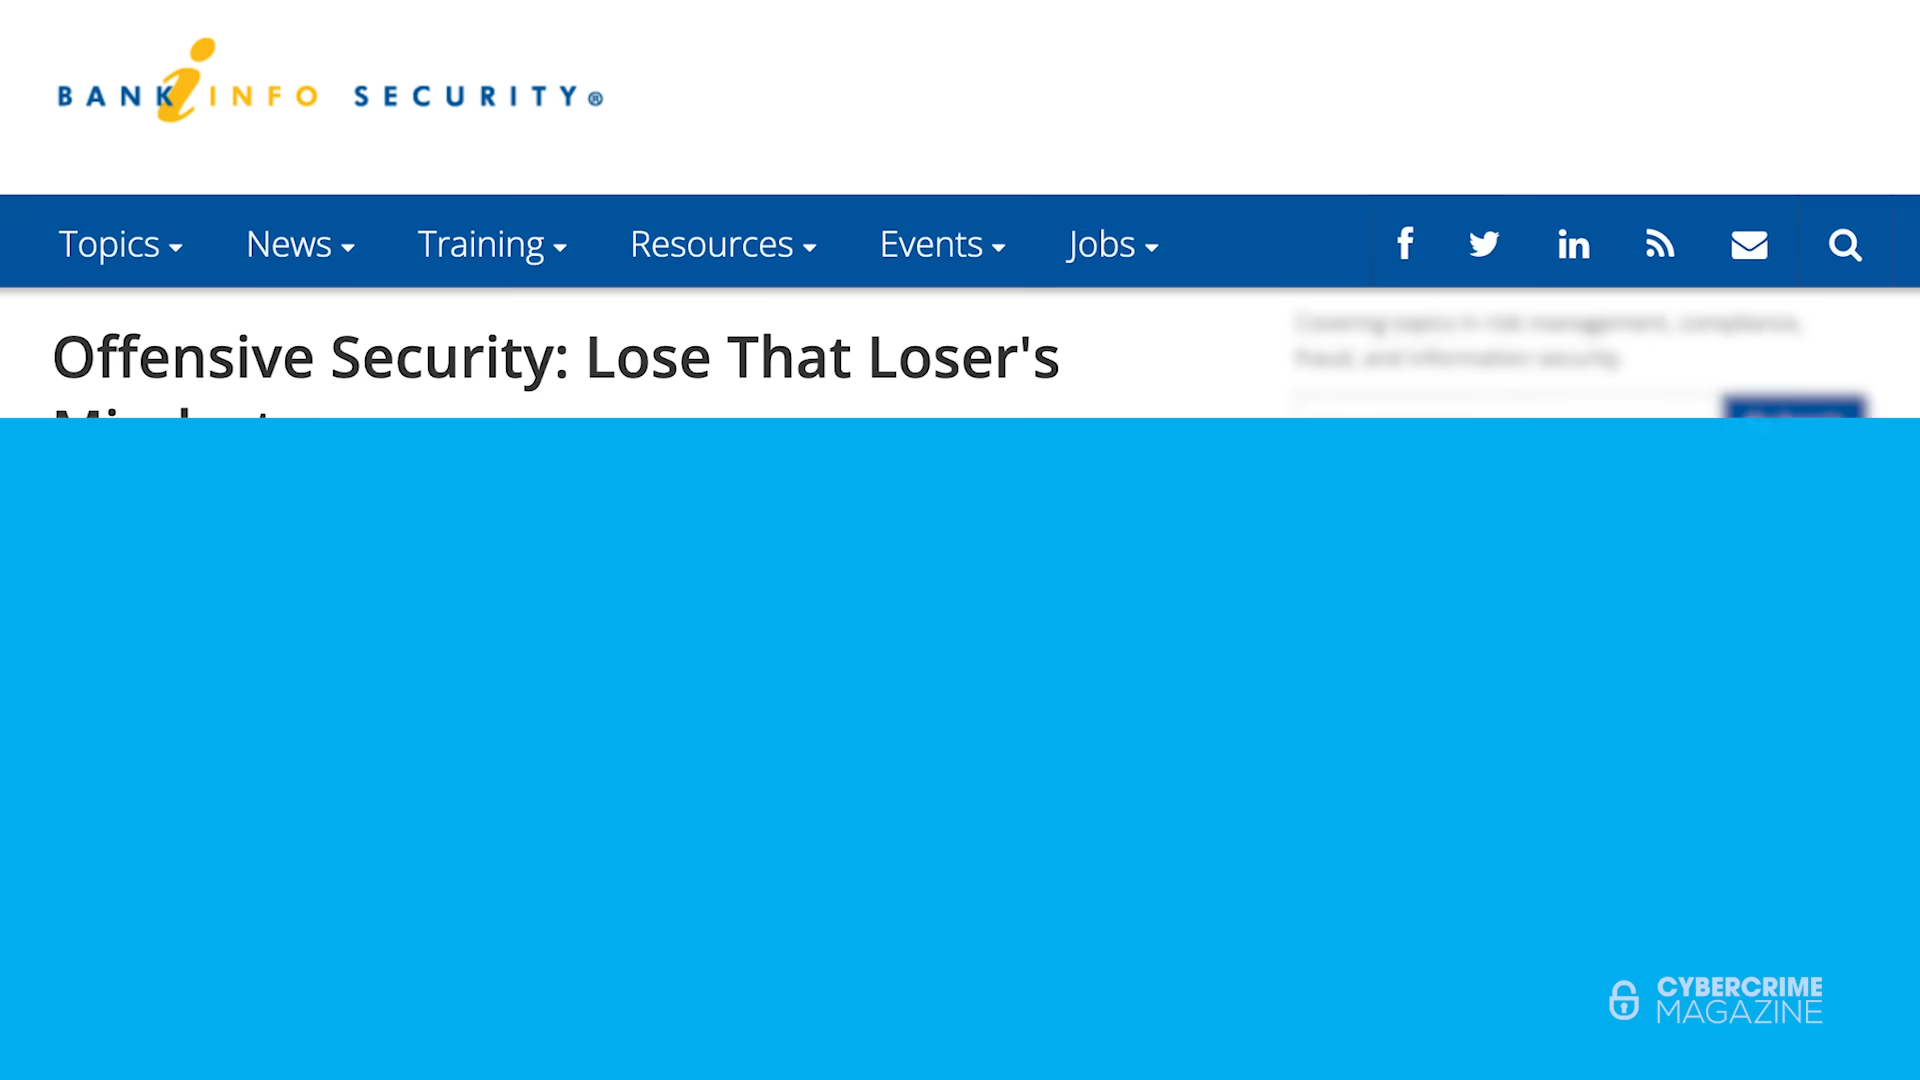 BANK INFO SECURITY®
Topics News Training Resources Events Jobs
Offensive Security: Lose That Loser's
CYBERCRIME
MAGAZINE